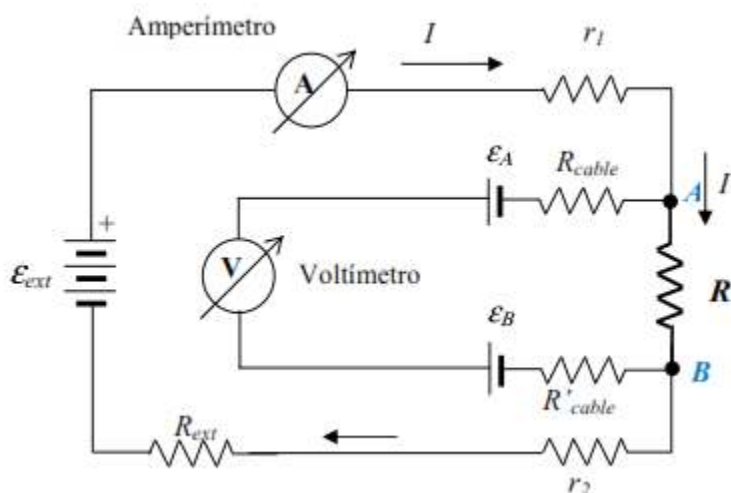 Amperímetro
I
r1
A
εA
Rcable
A
I
+
εext
V
Voltímetro
R
εB
B
R'cable
Rext
r2